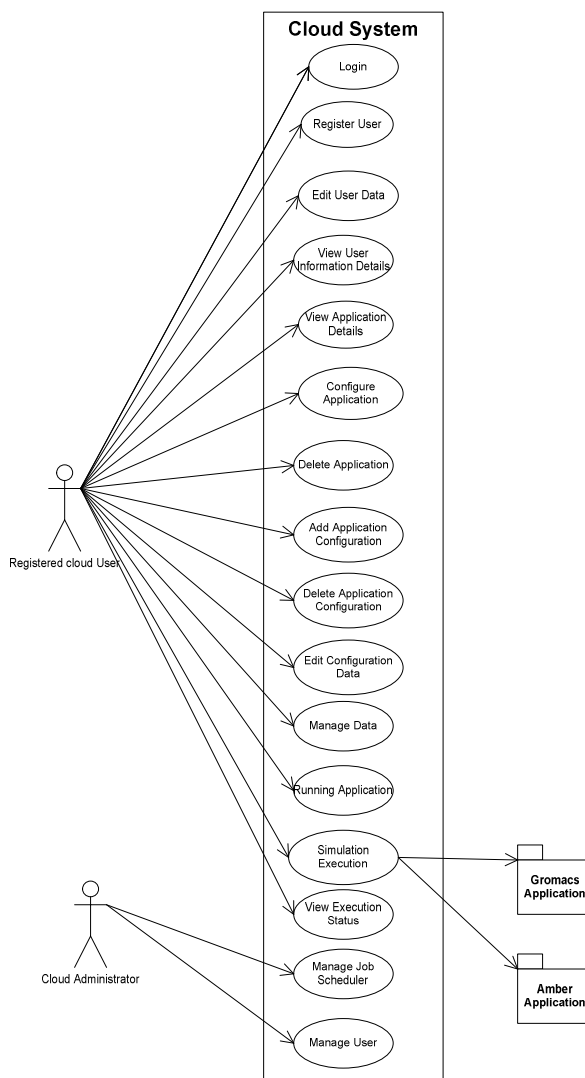 Cloud System
Login
Register User
Edit User Data
View User
Information Details
View Application
Details
Configure
Application
Delete Application
Registered cloud User
Add Application
Configuration
Delete Application
Configuration
Edit Configuration
Data
Manage Data
Running Application
Simulation
Execution
Gromacs
Application
View Execution
Status
Cloud Administrator
Manage Job
Scheduler
Amber
Application
Manage User